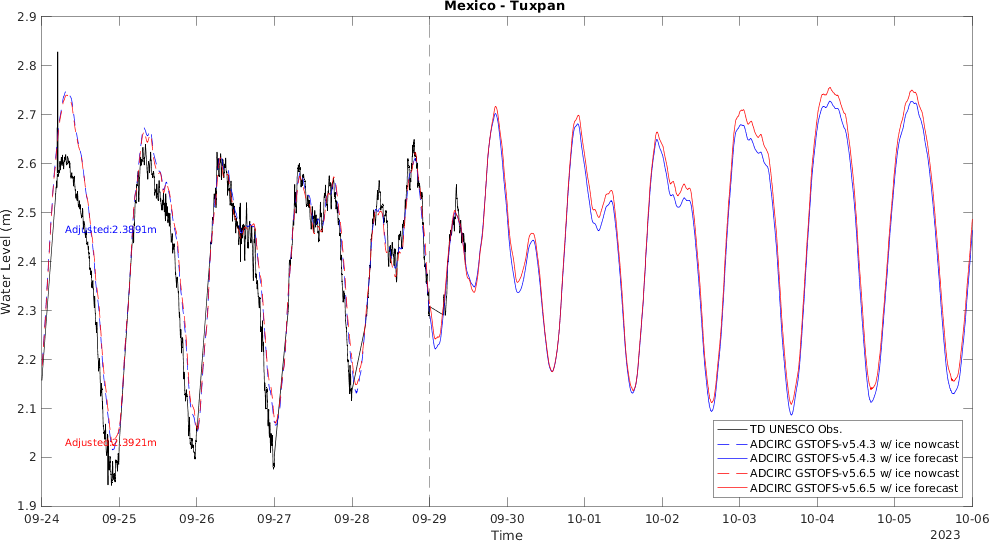 Mexico - Tuxpan
2.9
2.8
2.7
2.6
2.5
2.4
2.3
2.2
2.1
2
1.9
Water Level (m)
Adjusted:2.3891m
Adjusted:2.3921m
TD UNESCO Obs.
ADCIRC GSTOFS-v5.4.3 w/ ice nowcast
ADCIRC GSTOFS-v5.4.3 w/ ice forecast
ADCIRC GSTOFS-v5.6.5 w/ ice nowcast
ADCIRC GSTOFS-v5.6.5 w/ ice forecast
09-24 09-25 09-26 09-27 09-28 09-29 09-30 10-01 10-02 10-03 10-04 10-05 10-06
Time
2023